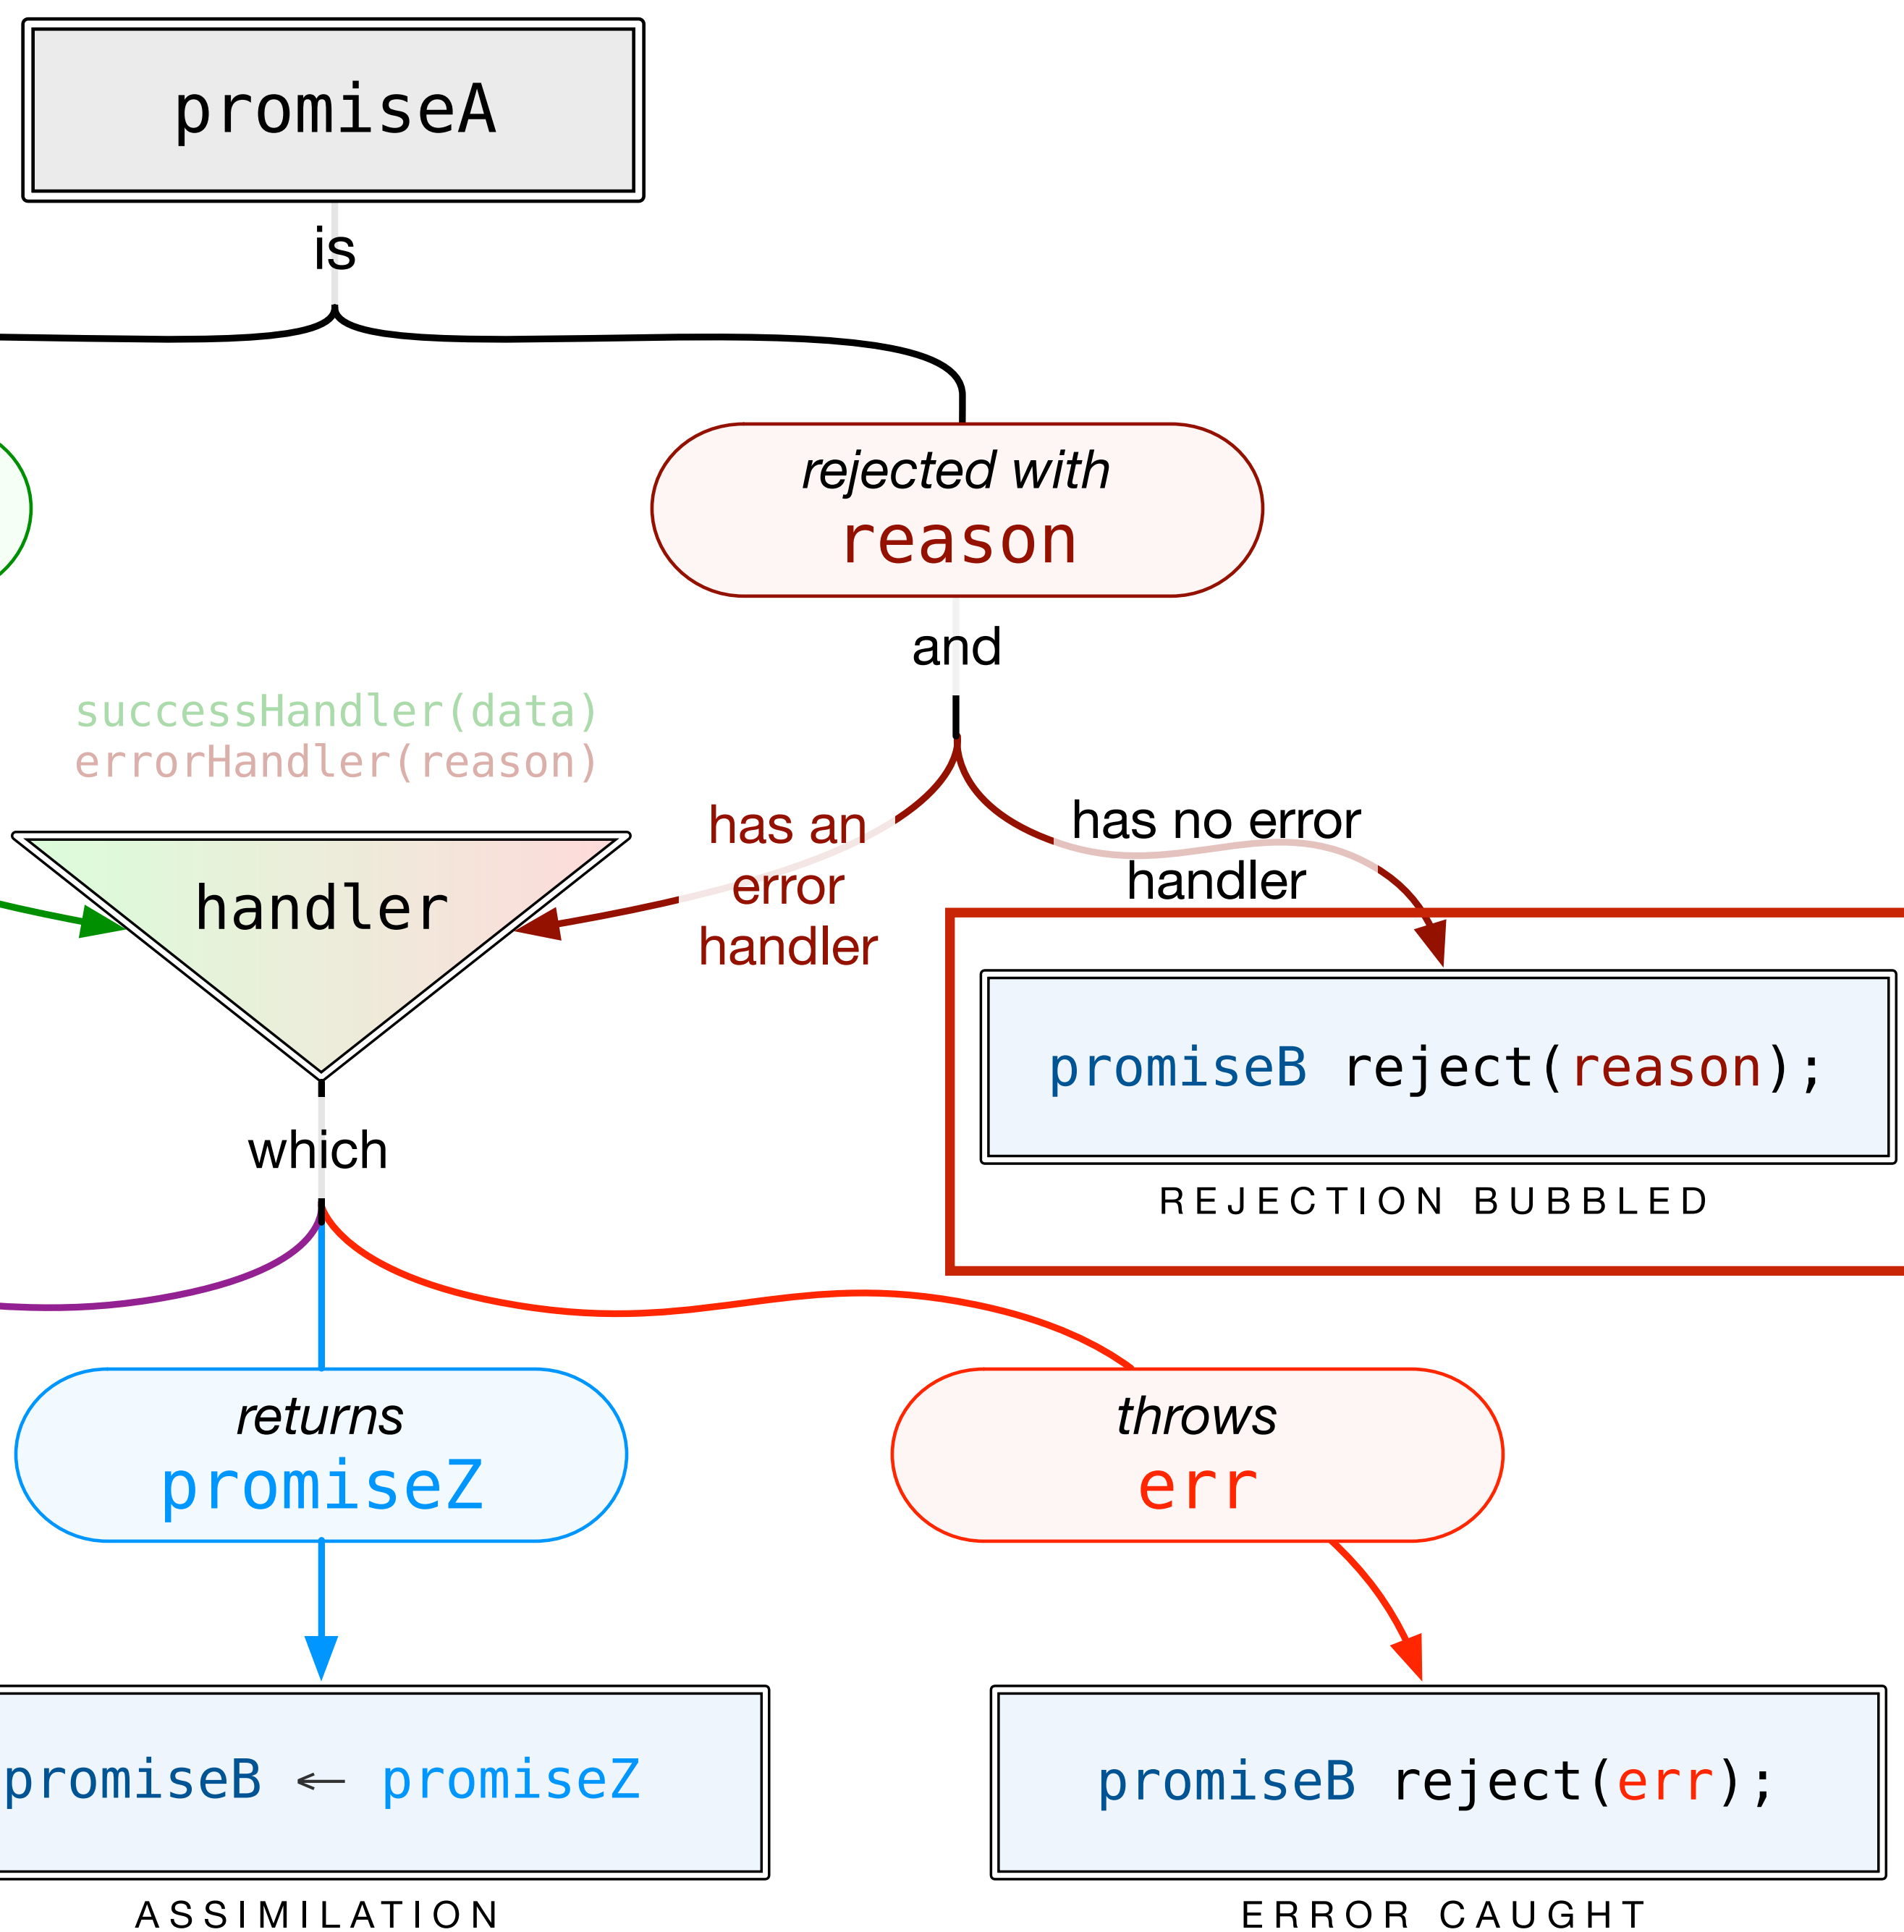 promiseA
is
rejected with
reason
and
successHandler(data)
errorHandler(reason)
has an
error
handler
has no error
handler
handler
promiseB reject(reason);
REJECTION BUBBLED
which
returns
promiseZ
throws
err
promiseB ← promiseZ
ASSIMILATION
promiseB reject(err);
ERROR CAUGHT